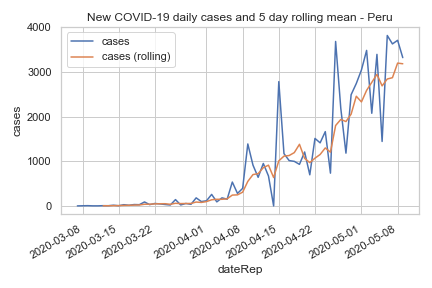 New COVID-19 daily cases and 5 day rolling mean - Peru
cases
cases (rolling)
4000
3000
2000
1000
0
cases
2020-03-08
2020-03-15
2020-03-22
2020-04-01
2020-04-08
2020-04-15
2020-04-22
2020-05-01
2020-05-08
dateRep